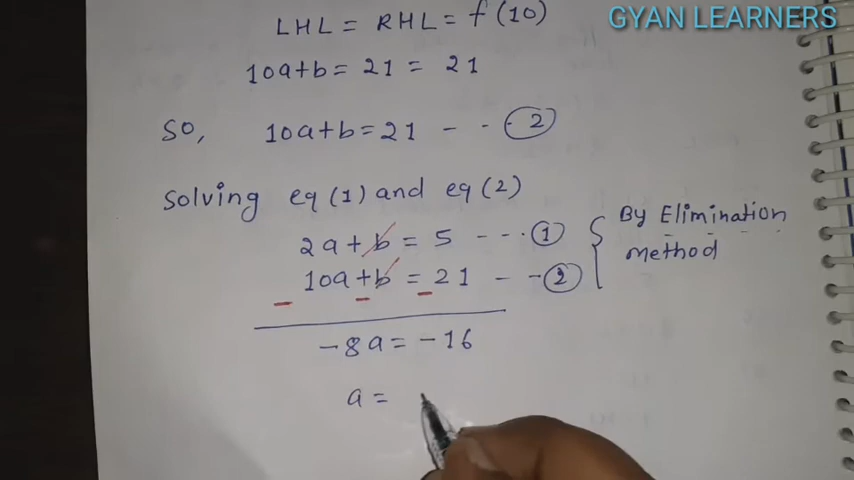 GYAN LEARNERS
LHL = RHL = f(10)
10a+b = 21 = 21
So, 10a+b = 21 - - - 2
Solving eq (1) and eq (2)
2a + b = 5 - - - . 1
10a + b = 21 - - 2
By Elimination
method
-8a = -16
a =